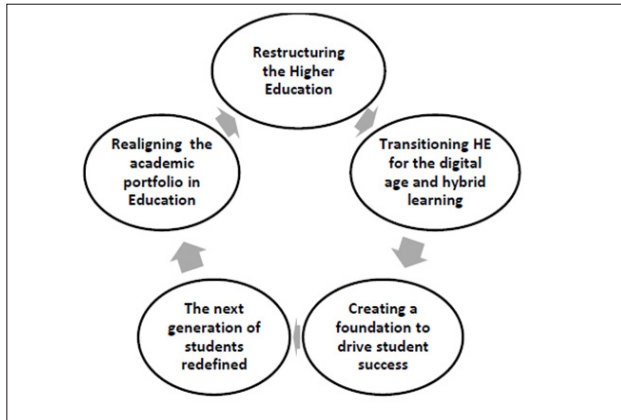 Restructuring
the Higher
Education
Transitioning HE
for the digital
age and hybrid
learning
Creating a
foundation to
drive student
success
The next
generation of
students
redefined
Realigning the
academic
portfolio in
Education